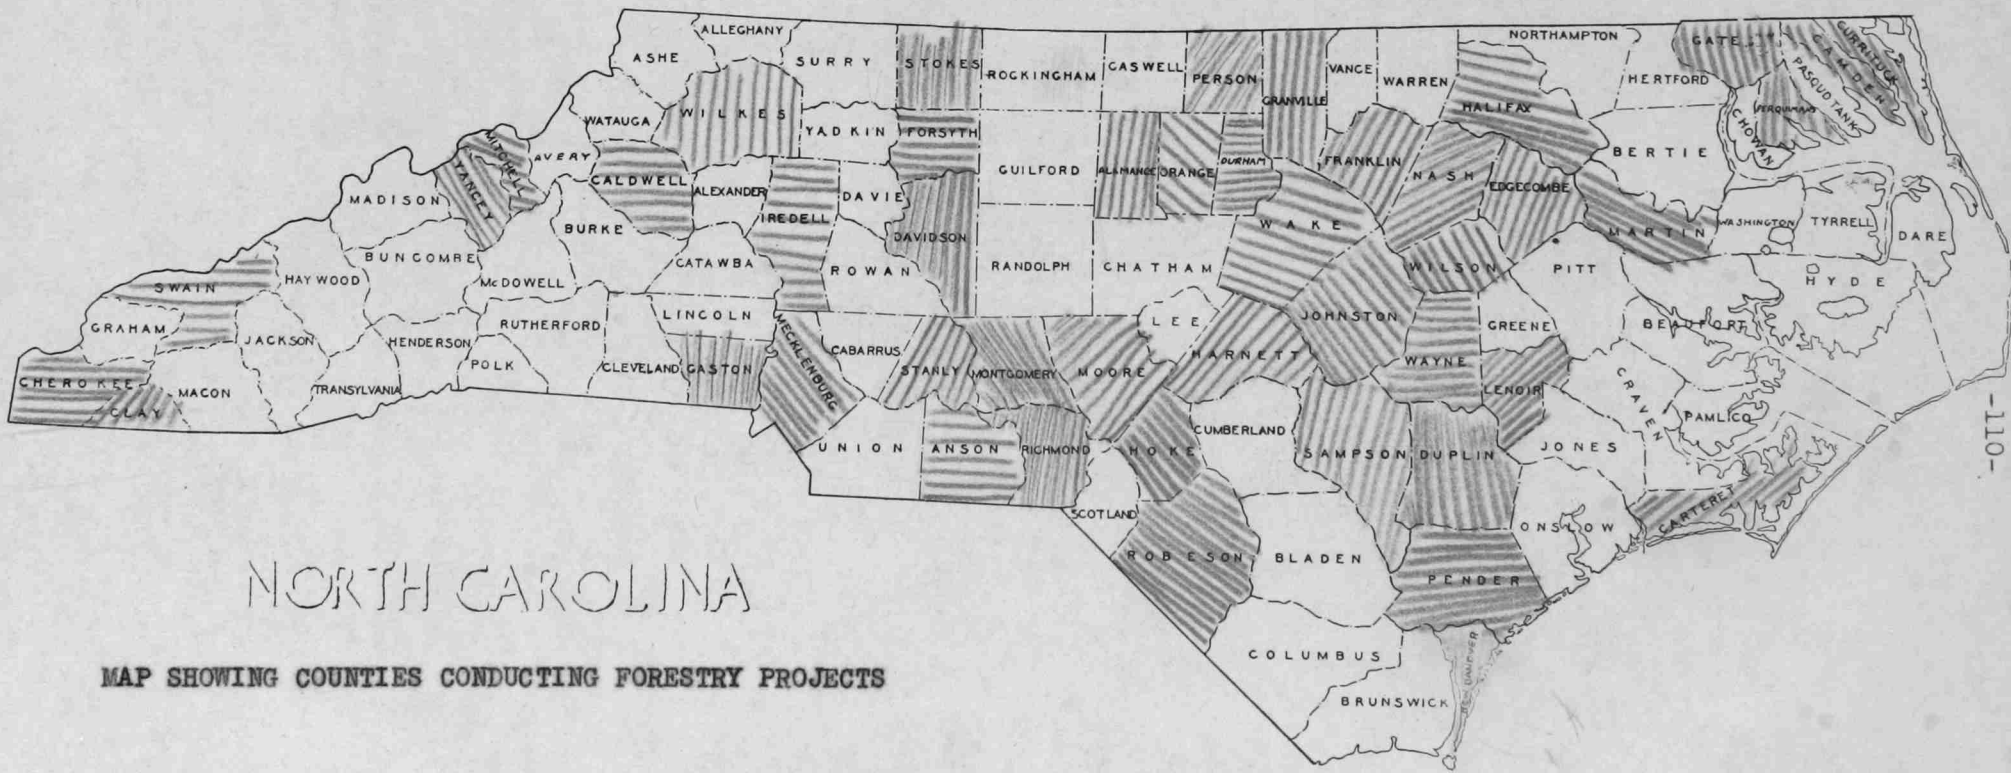 ALLEGHANY
ASHE
SURRY
STOKES
ROCKINGHAM
CASWELL
PERSON
GRANVILLE
VANCE
WARREN
NORTHAMPTON
HALIFAX
HERTFORD
GATE
CURRITUCK
CAMDEN
PASQUOTANK
PERQUIMANS
CHOWAN
WATAUGA
WILKES
YADKIN
FORSYTH
GUILFORD
ALAMANCE
ORANGE
DURHAM
FRANKLIN
NASH
EDGECOMBE
BERTIE
MITCHELL
AVERY
YANCEY
CALDWELL
ALEXANDER
IREDELL
DAVIE
DAVIDSON
MADISON
BURKE
WAKE
MARTIN
WASHINGTON
TYRRELL
DARE
BUNCOMBE
McDOWELL
CATAWBA
ROWAN
RANDOLPH
CHATHAM
WILSON
PITT
HYDE
SWAIN
HAYWOOD
GRAHAM
JACKSON
HENDERSON
RUTHERFORD
LINCOLN
MECKLENBURG
CABARRUS
STANLY
MONTGOMERY
MOORE
LEE
HARNETT
JOHNSTON
WAYNE
GREENE
BEAUFORT
CHEROKEE
CLAY
MACON
TRANSYLVANIA
POLK
CLEVELAND
GASTON
LENOIR
CRAVEN
PAMLICO
UNION
ANSON
RICHMOND
HOKE
CUMBERLAND
SAMPSON
DUPLIN
JONES
SCOTLAND
ROBESON
BLADEN
ONSLOW
CARTERET
PENDER
COLUMBUS
BRUNSWICK
NORTH CAROLINA
MAP SHOWING COUNTIES CONDUCTING FORESTRY PROJECTS
-110-